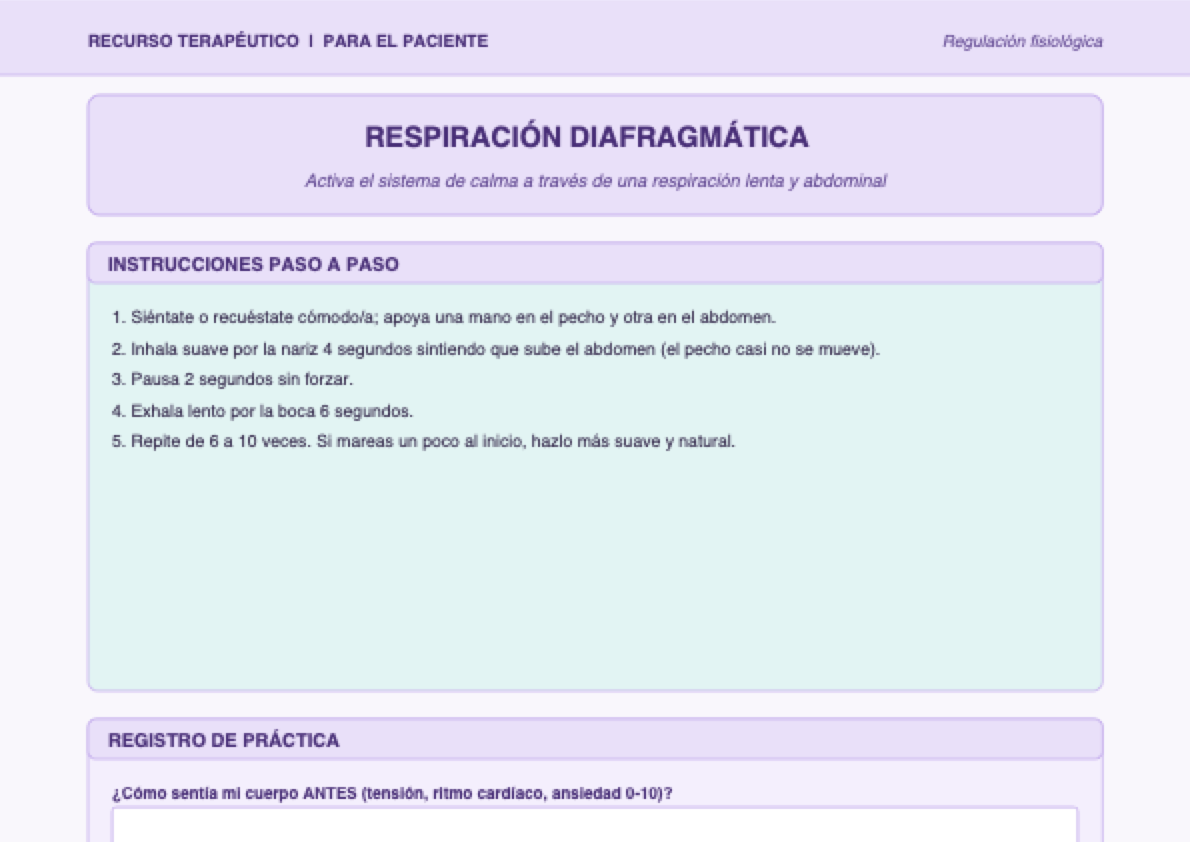 RECURSO TERAPÉUTICO | PARA EL PACIENTE
Regulación fisiológica
RESPIRACIÓN DIAFRAGMÁTICA
Activa el sistema de calma a través de una respiración lenta y abdominal
INSTRUCCIONES PASO A PASO
1. Siéntate o recuéstate cómodo/a; apoya una mano en el pecho y otra en el abdomen.
2. Inhala suave por la nariz 4 segundos sintiendo que sube el abdomen (el pecho casi no se mueve).
3. Pausa 2 segundos sin forzar.
4. Exhala lento por la boca 6 segundos.
5. Repite de 6 a 10 veces. Si mareas un poco al inicio, hazlo más suave y natural.
REGISTRO DE PRÁCTICA
¿Cómo sentía mi cuerpo ANTES (tensión, ritmo cardíaco, ansiedad 0-10)?